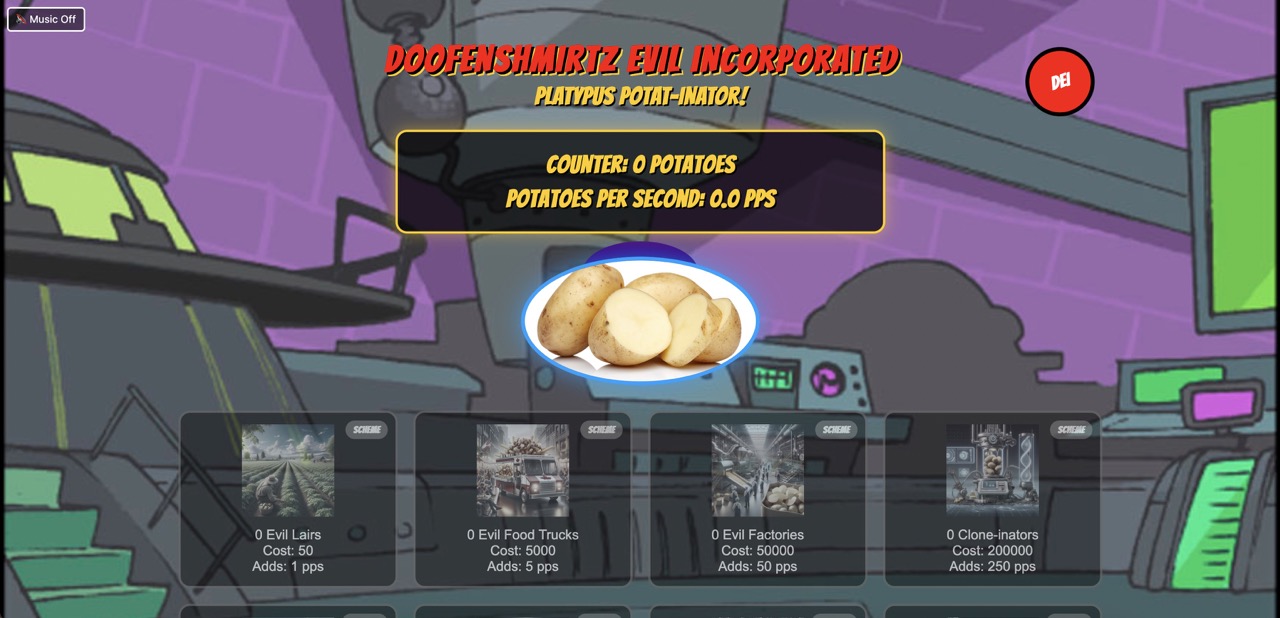 Music Off
DOOFENSHMIRTZ EVIL INCORPORATED
DEI
PLATYPUS POTAT-INATOR!
COUNTER: 0 POTATOES
POTATOES PER SECOND: 0.0 PPS
SCHEME
SCHEME
SCHEME
SCHEME
0 Evil Lairs
Cost: 50
Adds: 1 pps
0 Evil Food Trucks
Cost: 5000
Adds: 5 pps
0 Evil Factories
Cost: 50000
Adds: 50 pps
0 Clone-inators
Cost: 200000
Adds: 250 pps